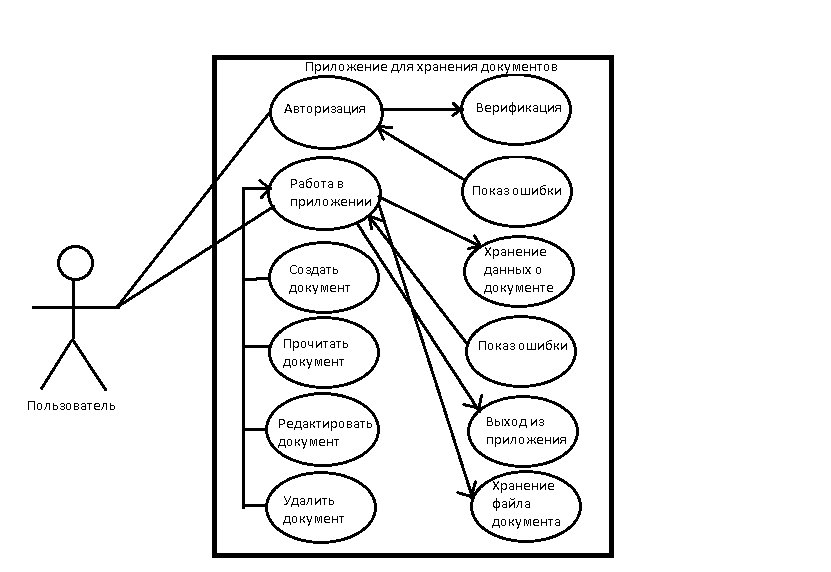 Приложение для хранения документов
Авторизация
Верификация
Работа в
приложении
Показ ошибки
Создать
документ
Хранение
данных о
документе
Прочитать
документ
Показ ошибки
Редактировать
документ
Выход из
приложения
Удалить
документ
Хранение
файла
документа
Пользователь